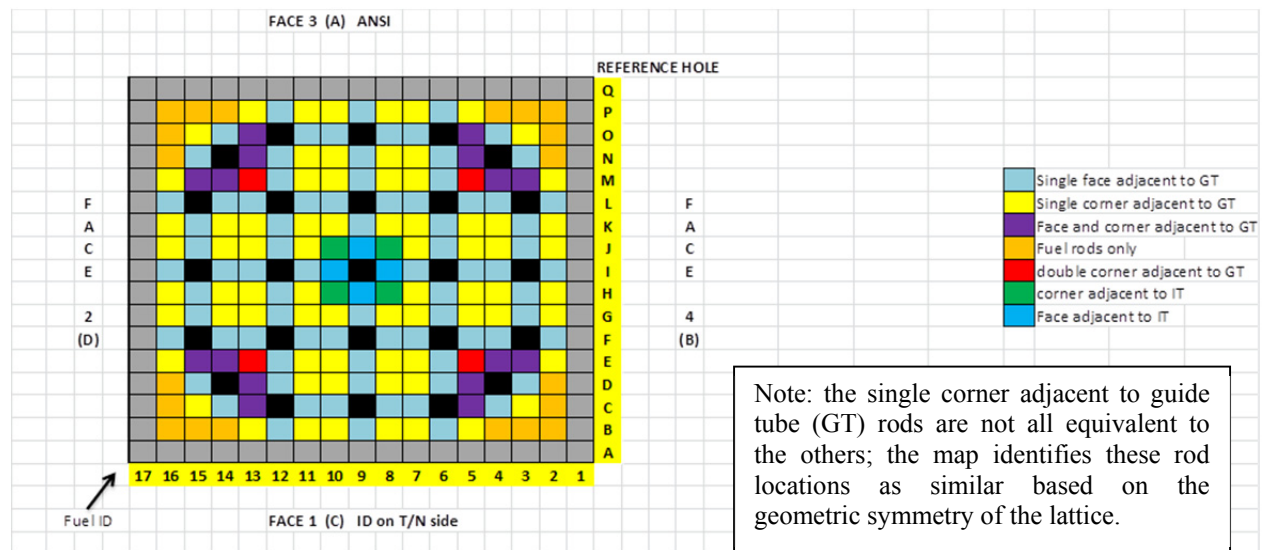 FACE 3 (A) ANSI
REFERENCE HOLE
Q
P
O
N
M
L
K
J
I
H
G
F
E
D
C
B
A
F
A
C
E
2
(D)
F
A
C
E
4
(B)
17 16 15 14 13 12 11 10 9 8 7 6 5 4 3 2 1
Fuel ID
FACE 1 (C) ID on T/N side
Single face adjacent to GT
Single corner adjacent to GT
Face and corner adjacent to GT
Fuel rods only
double corner adjacent to GT
corner adjacent to IT
Face adjacent to IT
Note: the single corner adjacent to guide
tube (GT) rods are not all equivalent to
the others; the map identifies these rod
locations as similar based on the
geometric symmetry of the lattice.